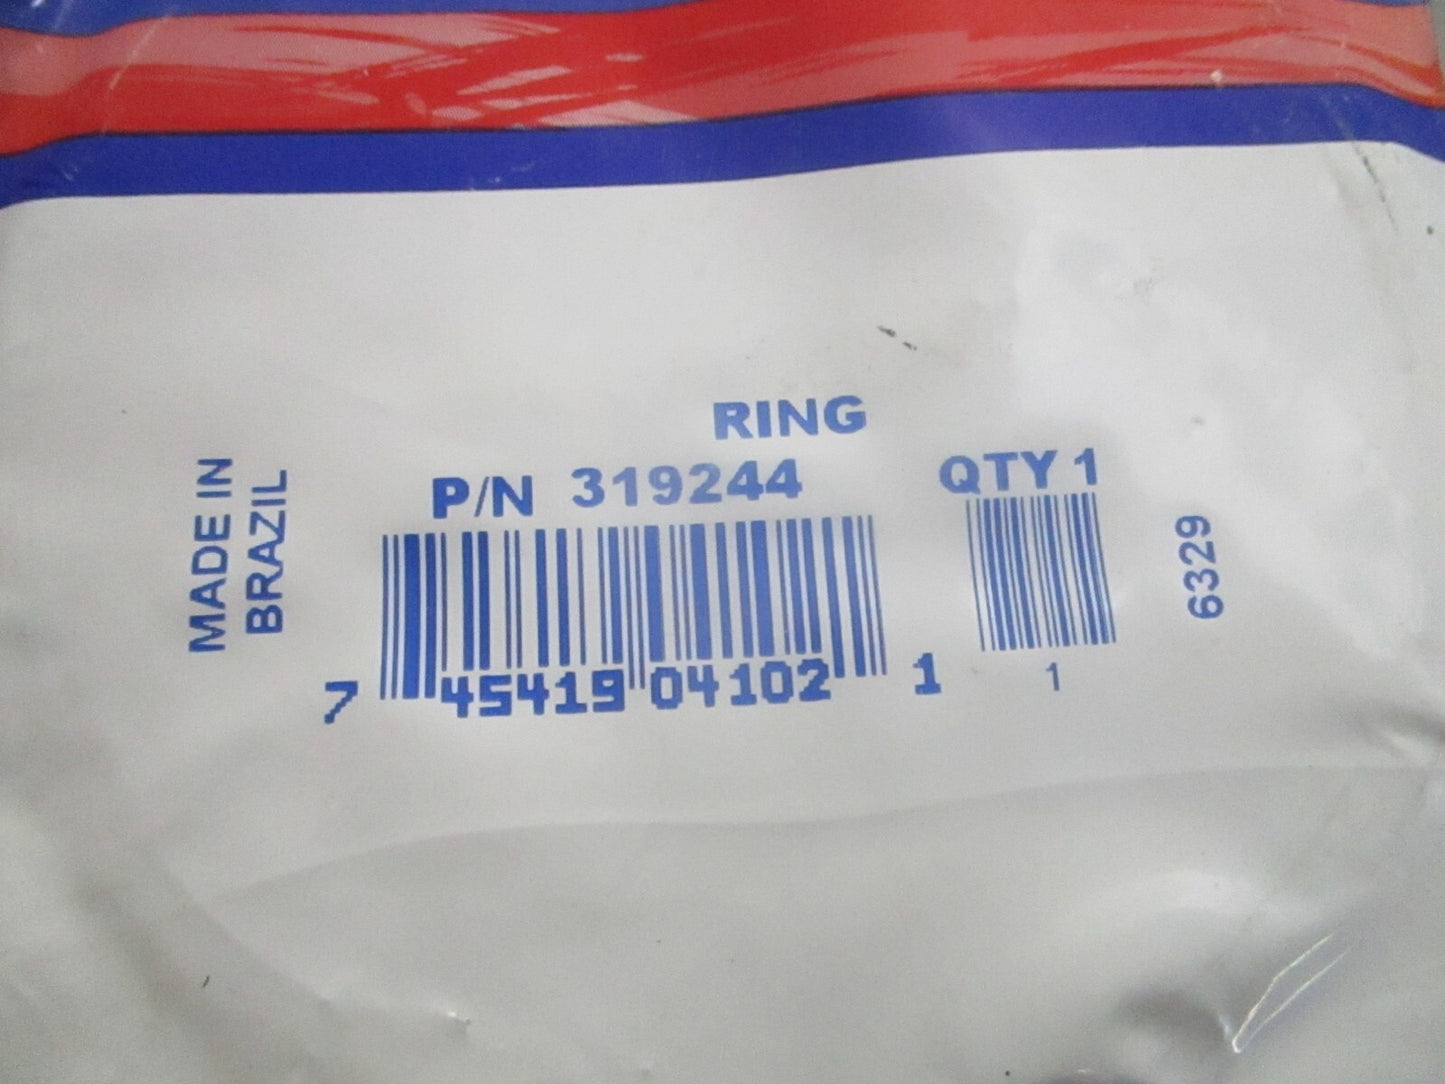 RING
P/N 319244
QTY 1
MADE IN
BRAZIL
7 45419 04102 1
1
6329